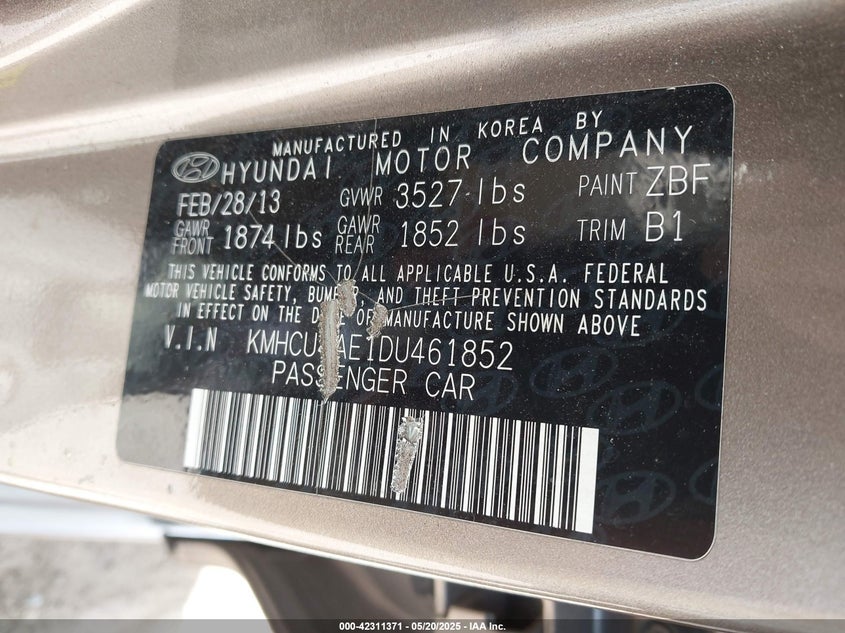 MANUFACTURED IN KOREA BY
HYUNDAI MOTOR COMPANY
FEB/28/13 GVWR 3527 lbs PAINT ZBF
GAWR FRONT 1874 lbs GAWR REAR 1852 lbs TRIM B1
THIS VEHICLE CONFORMS TO ALL APPLICABLE U.S.A. FEDERAL
MOTOR VEHICLE SAFETY, BUMPER, AND THEFT PREVENTION STANDARDS
IN EFFECT ON THE DATE OF MANUFACTURE SHOWN ABOVE
V.I.N
PASSENGER CAR
000-42311371 | 05/20/2025 | IAA Inc.